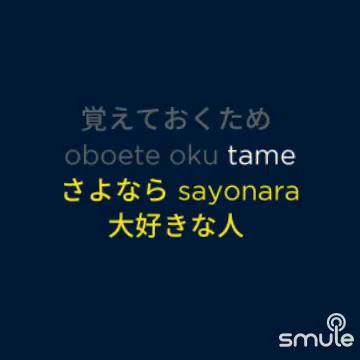 覚えておくため
oboete oku tame
さよなら sayonara
大好きな人
smule